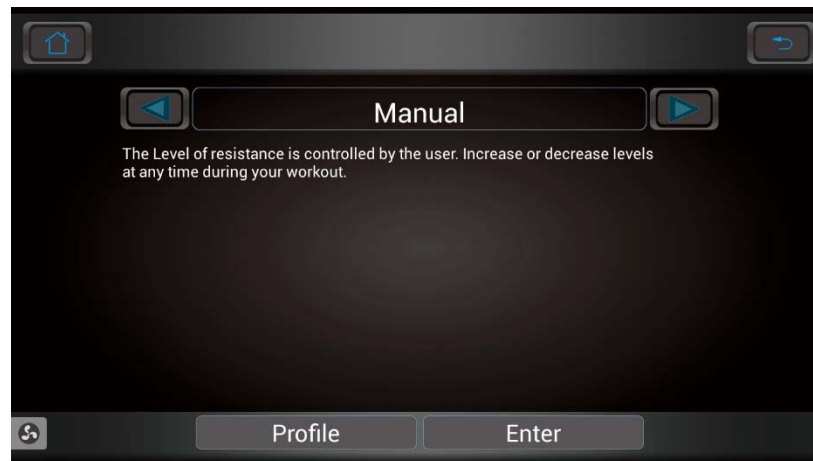 Manual
The Level of resistance is controlled by the user. Increase or decrease levels
at any time during your workout.
Profile
Enter